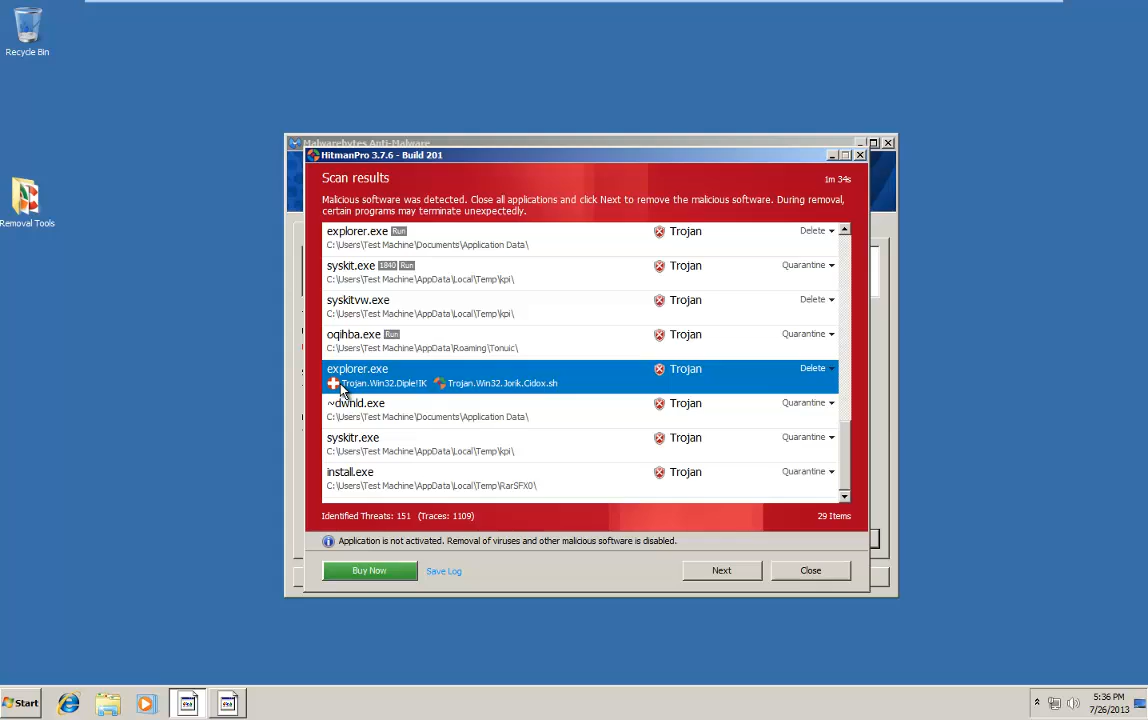 Recycle Bin
Removal Tools
Malwarebytes Anti-Malware
HitmanPro 3.7.6 - Build 201
Scan results
1m 34s
Malicious software was detected. Close all applications and click Next to remove the malicious software. During removal,
certain programs may terminate unexpectedly.
explorer.exe Run Trojan Delete
C:\Users\Test Machine\Documents\Application Data\
syskit.exe 1840 Run Trojan Quarantine
C:\Users\Test Machine\AppData\Local\Temp\kpi\
syskitvw.exe Trojan Delete
C:\Users\Test Machine\AppData\Local\Temp\kpi\
oqihba.exe Run Trojan Quarantine
C:\Users\Test Machine\AppData\Roaming\Tonuic\
explorer.exe Trojan Delete
Trojan.Win32.Diple!IK Trojan.Win32.Jorik.Cidox.sh
~dwnld.exe Trojan Quarantine
C:\Users\Test Machine\Documents\Application Data\
syskitr.exe Trojan Quarantine
C:\Users\Test Machine\AppData\Local\Temp\kpi\
install.exe Trojan Quarantine
C:\Users\Test Machine\AppData\Local\Temp\RarSFX0\
Identified Threats: 151 (Traces: 1109) 29 Items
Application is not activated. Removal of viruses and other malicious software is disabled.
Buy Now Save Log Next Close
Start
5:36 PM
7/26/2013